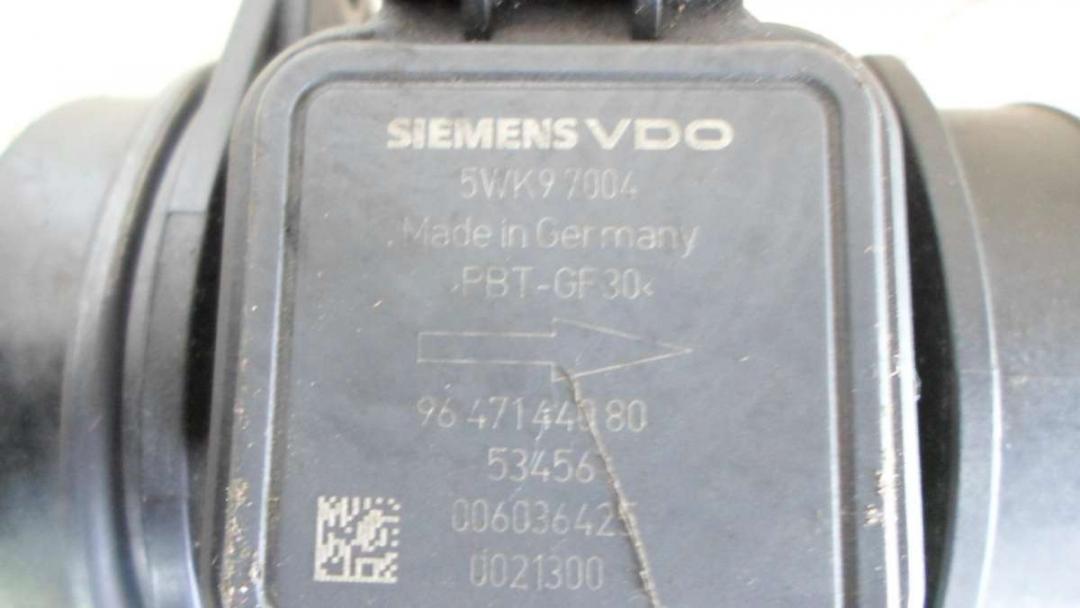 SIEMENS VDO
5WK9 7004
Made in Germany
>PBT-GF30<
96 471 440 80
53456
006036425
0021300